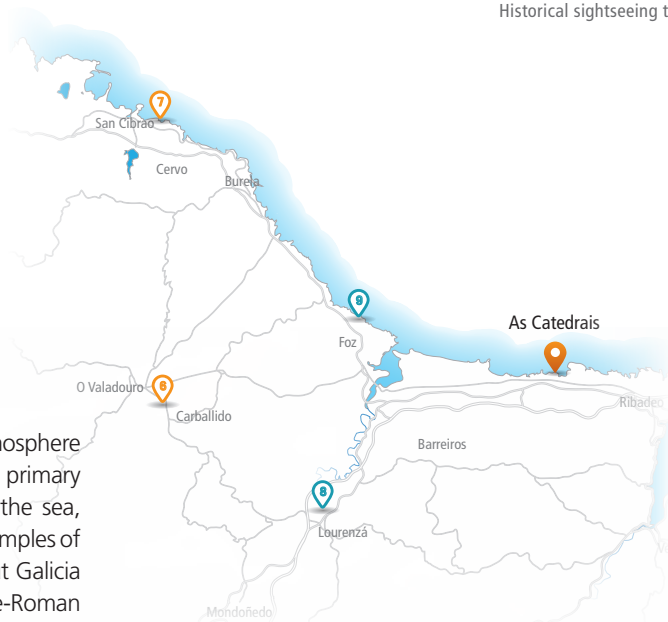 Historical sightseeing t
7
San Cibrao
Cervo
Burela
9
As Catedrais
Foz
O Valadouro
6
Carballido
Ribadeo
Barreiros
8
Lourenzá
Mondoñedo
nosphere
primary
the sea,
mples of
t Galicia
e-Roman